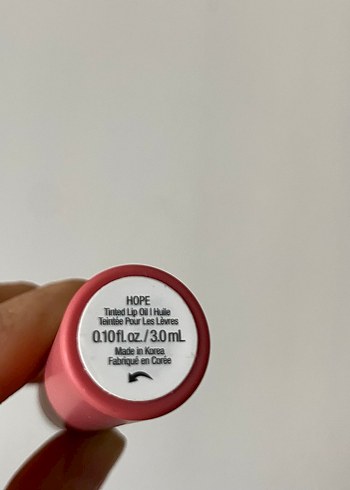 HOPE
Tinted Lip Oil | Huile
Teintée Pour Les Lèvres
0.10 fl. oz. / 3.0 mL
Made in Korea
Fabriqué en Corée